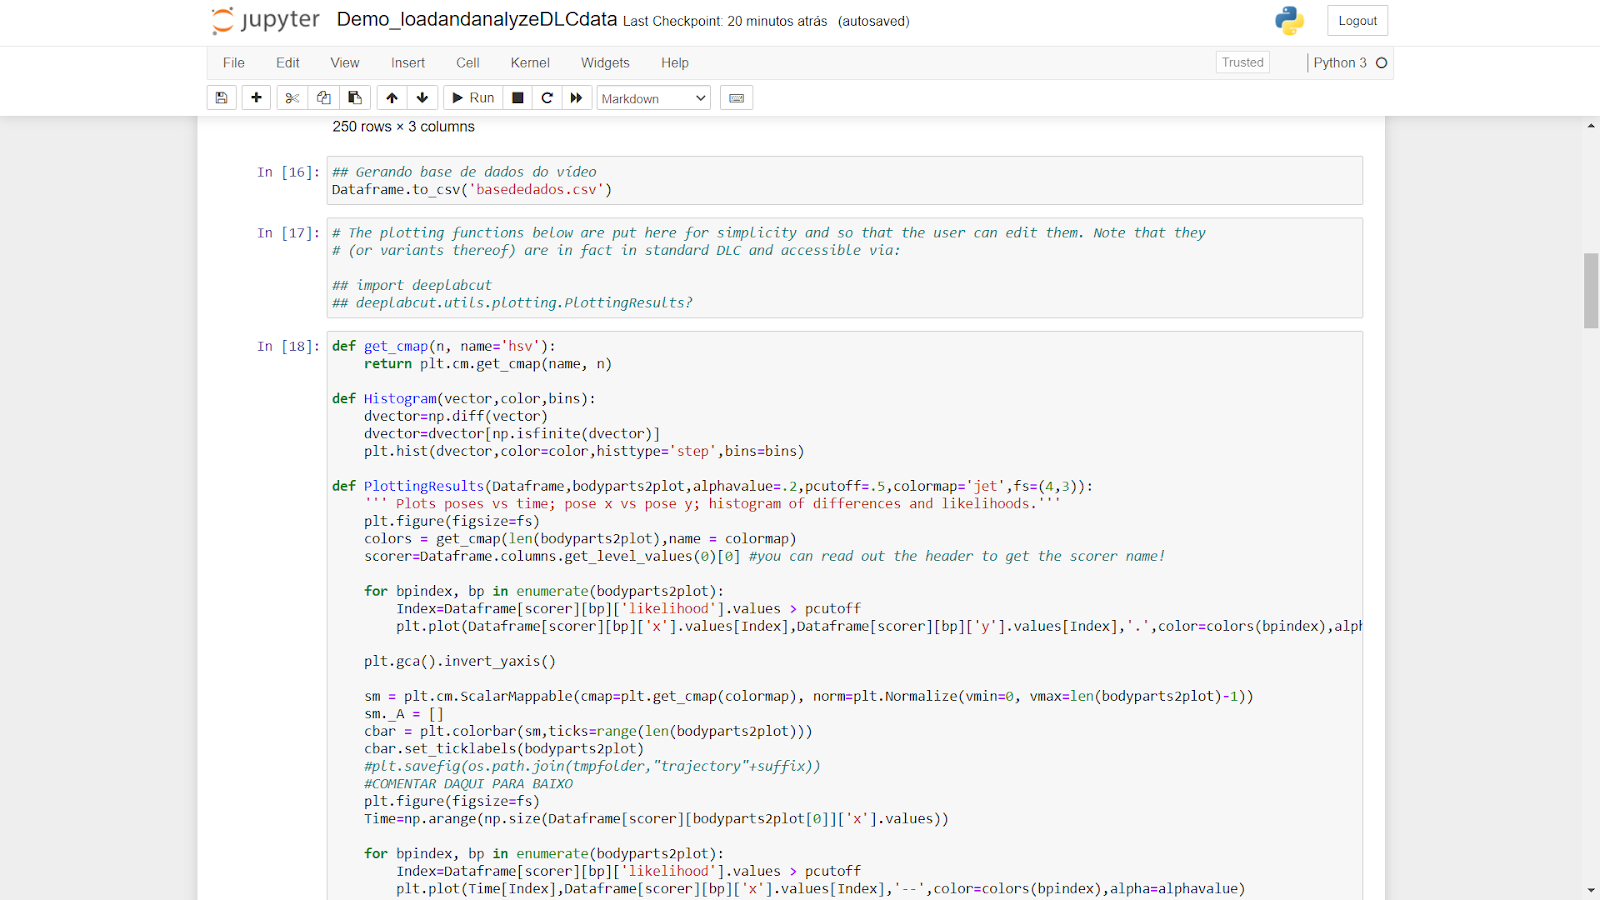 jupyter Demo_loadandanalyzeDLCdata Last Checkpoint: 20 minutos atrás (autosaved)
Logout
File Edit View Insert Cell Kernel Widgets Help
Trusted
Python 3
Run
Markdown
250 rows × 3 columns
In [16]:
## Gerando base de dados do vídeo
Dataframe.to_csv('basededados.csv')
In [17]:
# The plotting functions below are put here for simplicity and so that the user can edit them. Note that they
# (or variants thereof) are in fact in standard DLC and accessible via:
## import deeplabcut
## deeplabcut.utils.plotting.PlottingResults?
In [18]:
def get_cmap(n, name='hsv'):
    return plt.cm.get_cmap(name, n)
def Histogram(vector,color,bins):
    dvector=np.diff(vector)
    dvector=dvector[np.isfinite(dvector)]
    plt.hist(dvector,color=color,histtype='step',bins=bins)
def PlottingResults(Dataframe,bodyparts2plot,alphavalue=.2,pcutoff=.5,colormap='jet',fs=(4,3)):
    ''' Plots poses vs time; pose x vs pose y; histogram of differences and likelihoods.'''
    plt.figure(figsize=fs)
    colors = get_cmap(len(bodyparts2plot),name = colormap)
    scorer=Dataframe.columns.get_level_values(0)[0] #you can read out the header to get the scorer name!
    for bpindex, bp in enumerate(bodyparts2plot):
        Index=Dataframe[scorer][bp]['likelihood'].values > pcutoff
        plt.plot(Dataframe[scorer][bp]['x'].values[Index],Dataframe[scorer][bp]['y'].values[Index],'.',color=colors(bpindex),alph
    plt.gca().invert_yaxis()
    sm = plt.cm.ScalarMappable(cmap=plt.get_cmap(colormap), norm=plt.Normalize(vmin=0, vmax=len(bodyparts2plot)-1))
    sm._A = []
    cbar = plt.colorbar(sm,ticks=range(len(bodyparts2plot)))
    cbar.set_ticklabels(bodyparts2plot)
    #plt.savefig(os.path.join(tmpfolder,"trajectory"+suffix))
    #COMENTAR DAQUI PARA BAIXO
    plt.figure(figsize=fs)
    Time=np.arange(np.size(Dataframe[scorer][bodyparts2plot[0]]['x'].values))
    for bpindex, bp in enumerate(bodyparts2plot):
        Index=Dataframe[scorer][bp]['likelihood'].values > pcutoff
        plt.plot(Time[Index],Dataframe[scorer][bp]['x'].values[Index],'--',color=colors(bpindex),alpha=alphavalue)